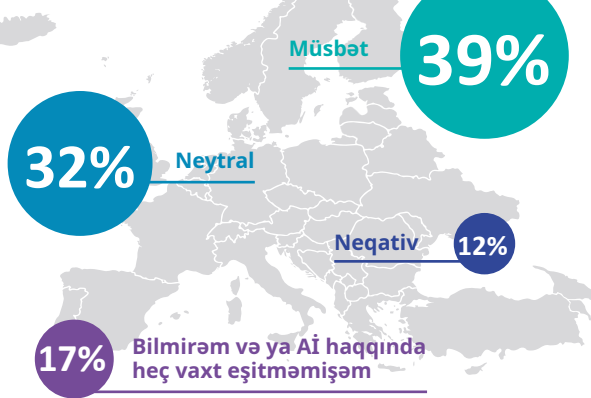 Müsbət
39%
32%
Neytral
Neqativ
12%
17%
Bilmirəm və ya Aİ haqqında
heç vaxt eşitməmişəm